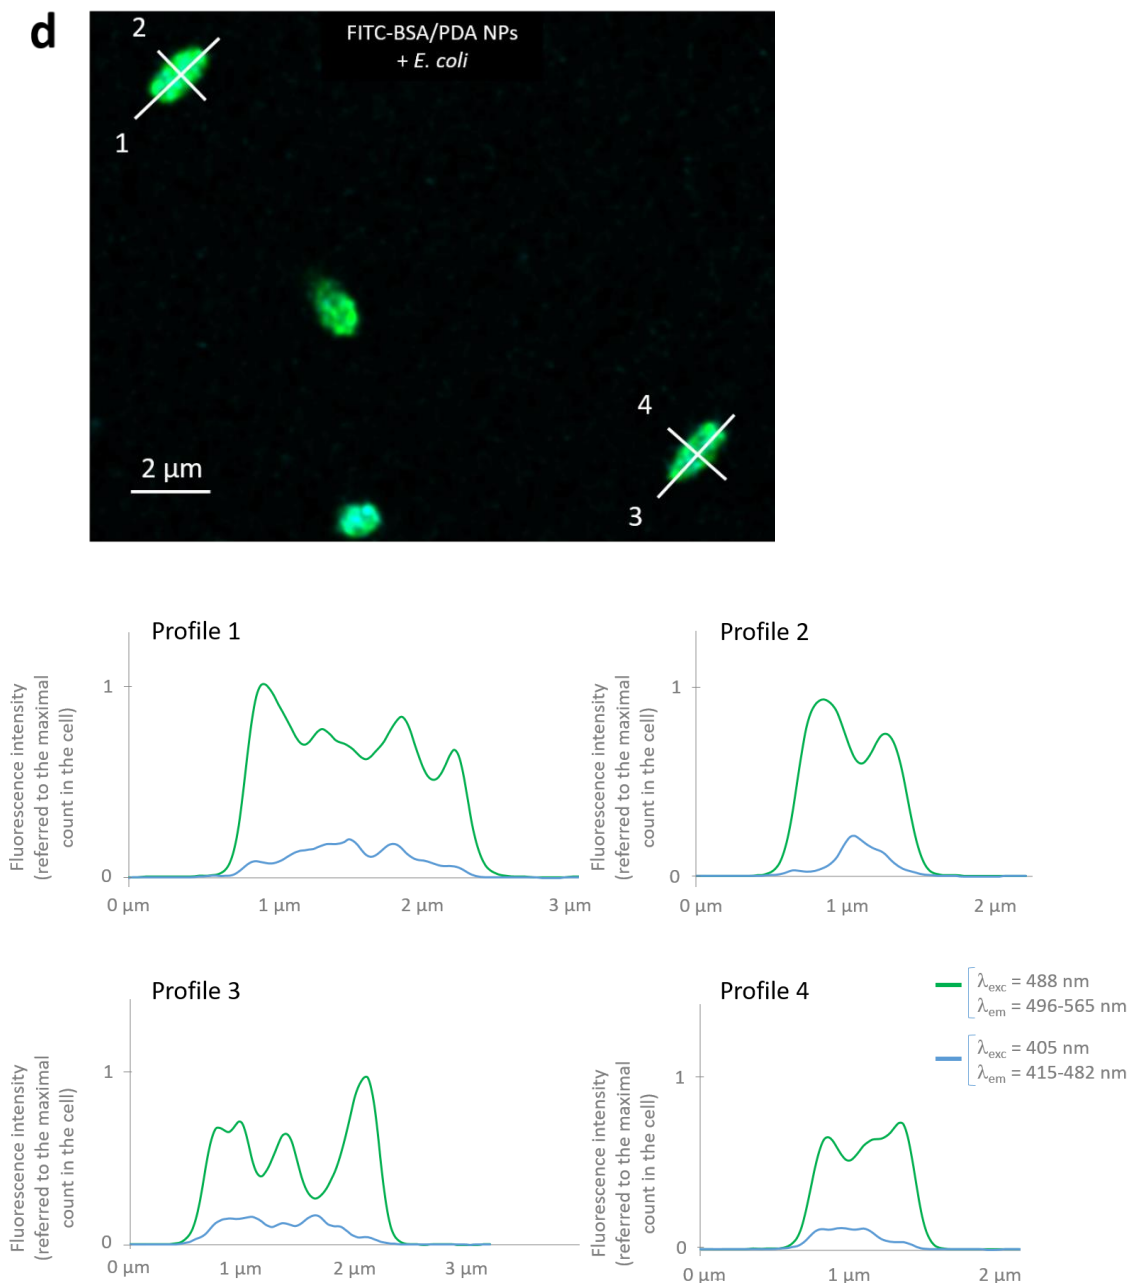 d
FITC-BSA/PDA NPs
+ E. coli
2
1
4
3
2 µm
Profile 1
Fluorescence intensity
(referred to the maximal
count in the cell)
1
0
0 µm
1 µm
2 µm
3 µm
Profile 2
Fluorescence intensity
(referred to the maximal
count in the cell)
1
0
0 µm
1 µm
2 µm
Profile 3
Fluorescence intensity
(referred to the maximal
count in the cell)
1
0
0 µm
1 µm
2 µm
3 µm
Profile 4
Fluorescence intensity
(referred to the maximal
count in the cell)
1
0
0 µm
1 µm
2 µm
λexc = 488 nm
λem = 496-565 nm
λexc = 405 nm
λem = 415-482 nm